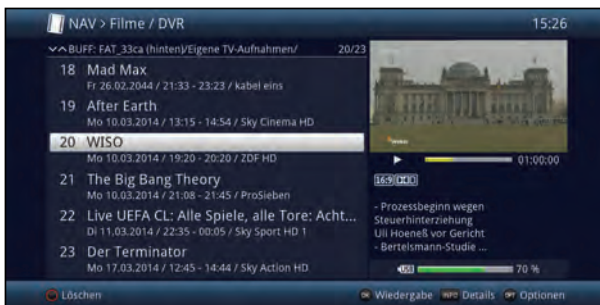 NAV > Filme / DVR
15:26
BUFF: FAT_33ca (hinten)/Eigene TV-Aufnahmen/ 20/23
18 Mad Max
Fr 26.02.2044 / 21:33 - 23:23 / kabel eins
19 After Earth
Mo 10.03.2014 / 13:15 - 14:54 / Sky Cinema HD
20 WISO
Mo 10.03.2014 / 19:20 - 20:20 / ZDF HD
21 The Big Bang Theory
Mo 10.03.2014 / 21:08 - 21:45 / ProSieben
22 Live UEFA CL: Alle Spiele, alle Tore: Acht...
Di 11.03.2014 / 22:35 - 00:05 / Sky Sport HD 1
23 Der Terminator
Mo 17.03.2014 / 12:45 - 14:44 / Sky Action HD
01:00:00
16:9
- Prozessbeginn wegen
Steuerhinterziehung
Uli Hoeneß vor Gericht
- Bertelsmann-Studie ...
USB 70 %
Löschen
OK Wiedergabe INFO Details OPT Optionen